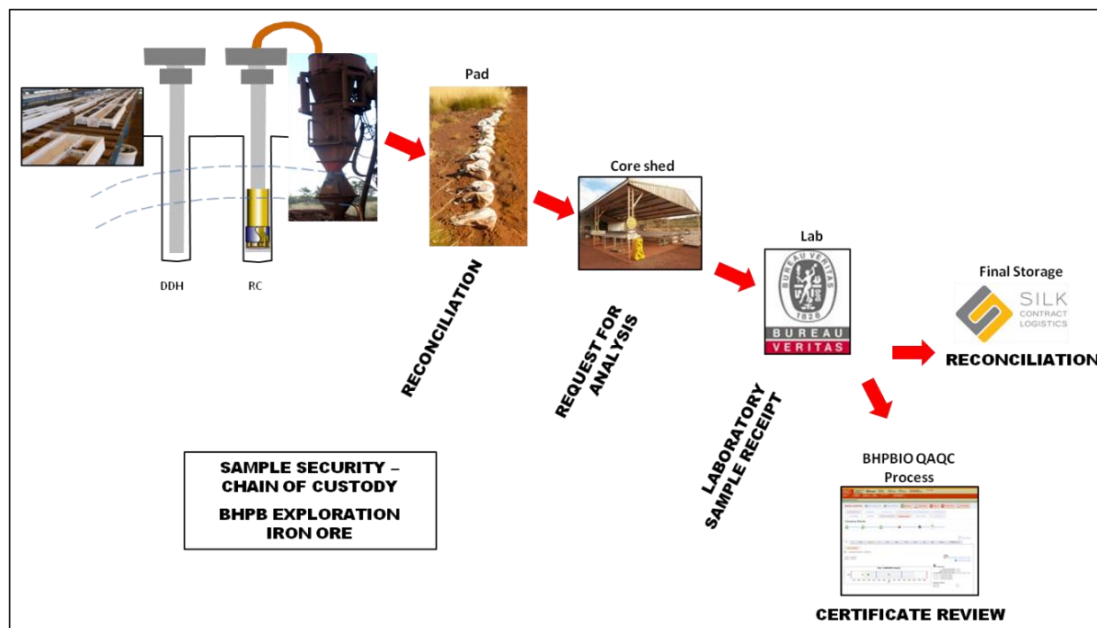 Pad
Core shed
Lab
Final Storage
DDH
RC
RECONCILIATION
REQUEST FOR
ANALYSIS
LABORATORY
SAMPLE RECEIPT
BUREAU VERITAS
1828
BUREAU
VERITAS
SILK
CONTRACT
LOGISTICS
RECONCILIATION
SAMPLE SECURITY –
CHAIN OF CUSTODY
BHPB EXPLORATION
IRON ORE
BHPBIO QAQC
Process
CERTIFICATE REVIEW